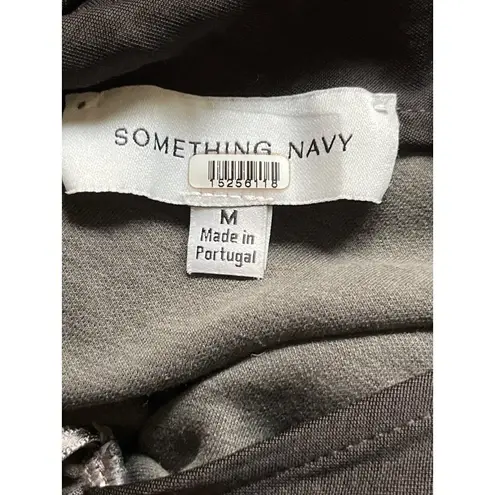 SOMETHING NAVY
15256118
M
Made in
Portugal